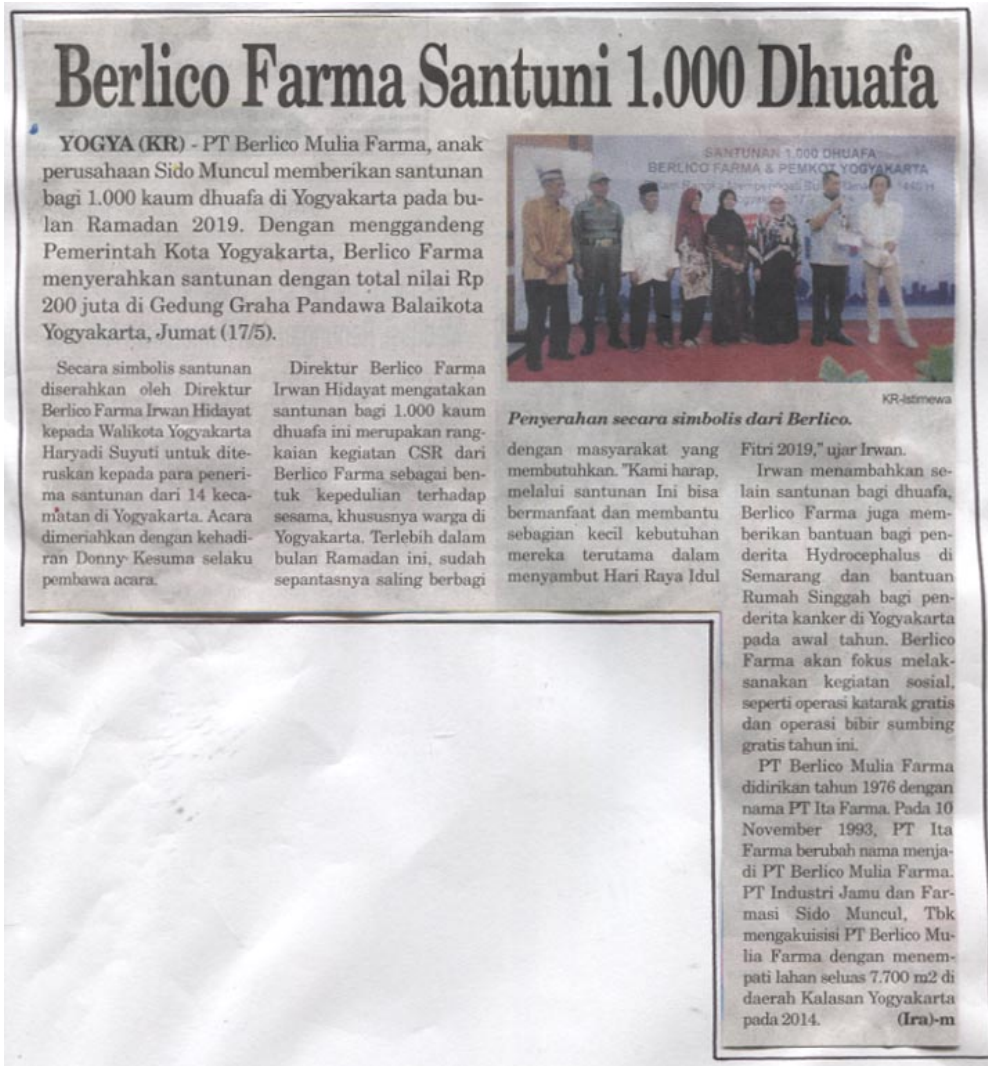 Berlico Farma Santuni 1.000 Dhuafa
YOGYA (KR) - PT Berlico Mulia Farma, anak
perusahaan Sido Muncul memberikan santunan
bagi 1.000 kaum dhuafa di Yogyakarta pada bu-
lan Ramadan 2019. Dengan menggandeng
Pemerintah Kota Yogyakarta, Berlico Farma
menyerahkan santunan dengan total nilai Rp
200 juta di Gedung Graha Pandawa Balaikota
Yogyakarta, Jumat (17/5).
Secara simbolis santunan
diserahkan oleh Direktur
Berlico Farma Irwan Hidayat
kepada Walikota Yogyakarta
Haryadi Suyuti untuk dite-
ruskan kepada para peneri-
ma santunan dari 14 keca-
matan di Yogyakarta. Acara
dimeriahkan dengan kehadi-
ran Donny Kesuma selaku
pembawa acara.
Direktur Berlico Farma
Irwan Hidayat mengatakan
santunan bagi 1.000 kaum
dhuafa ini merupakan rang-
kaian kegiatan CSR dari
Berlico Farma sebagai ben-
tuk kepedulian terhadap
sesama, khususnya warga di
Yogyakarta. Terlebih dalam
bulan Ramadan ini, sudah
sepantasnya saling berbagi
SANTUNAN 1.000 DHUAFA
BERLICO FARMA & PEMKOT YOGYAKARTA
KR-Istimewa
Penyerahan secara simbolis dari Berlico.
dengan masyarakat yang
membutuhkan. "Kami harap,
melalui santunan Ini bisa
bermanfaat dan membantu
sebagian kecil kebutuhan
mereka terutama dalam
menyambut Hari Raya Idul
Fitri 2019," ujar Irwan.
Irwan menambahkan se-
lain santunan bagi dhuafa,
Berlico Farma juga mem-
berikan bantuan bagi pen-
derita Hydrocephalus di
Semarang dan bantuan
Rumah Singgah bagi pen-
derita kanker di Yogyakarta
pada awal tahun. Berlico
Farma akan fokus melak-
sanakan kegiatan sosial,
seperti operasi katarak gratis
dan operasi bibir sumbing
gratis tahun ini.
PT Berlico Mulia Farma
didirikan tahun 1976 dengan
nama PT Ita Farma. Pada 10
November 1993, PT Ita
Farma berubah nama menja-
di PT Berlico Mulia Farma.
PT Industri Jamu dan Far-
masi Sido Muncul, Tbk
mengakuisisi PT Berlico Mu-
lia Farma dengan menem-
pati lahan seluas 7.700 m2 di
daerah Kalasan Yogyakarta
pada 2014. (Ira)-m